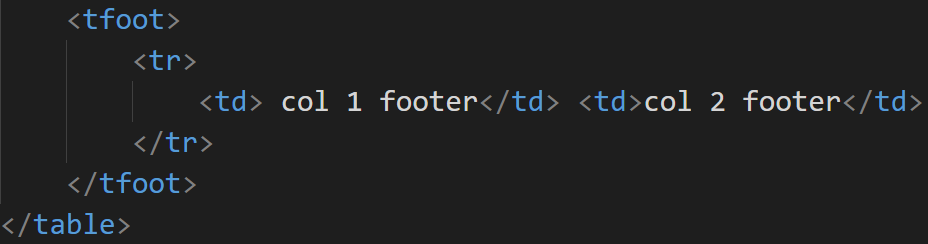 <tfoot>
<tr>
<td> col 1 footer</td> <td>col 2 footer</td>
</tr>
</tfoot>
</table>